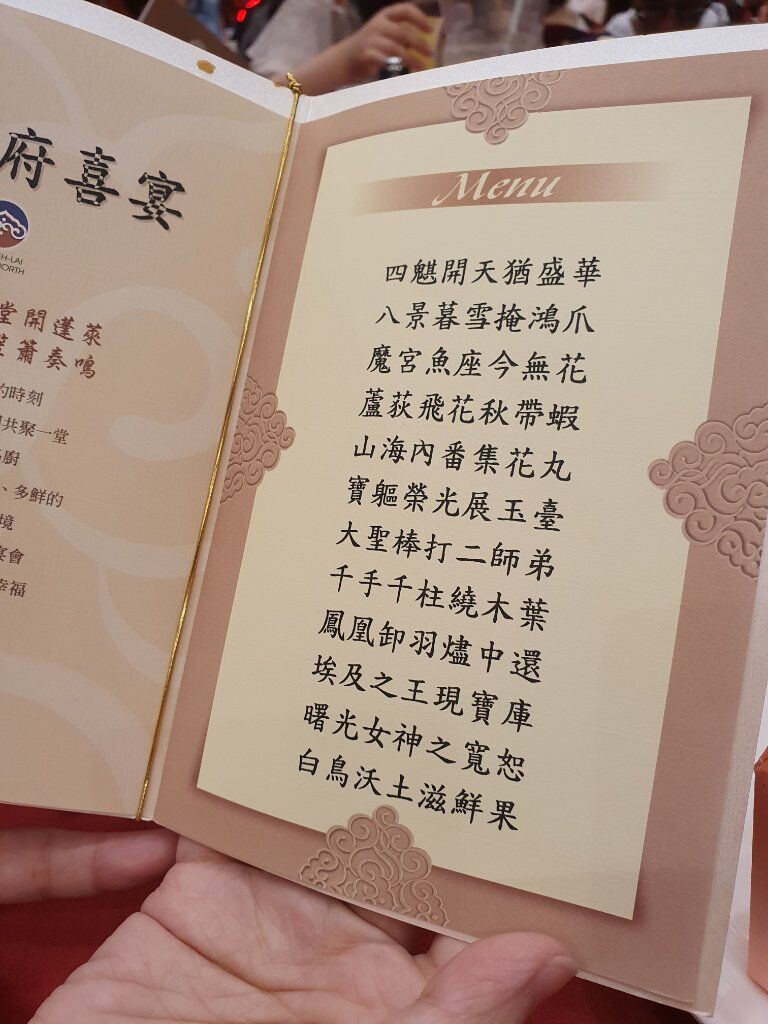 府喜宴
H-LAI
NORTH
堂開蓬萊
簫奏鳴
的時刻
共聚一堂
廚
、多鮮的
境
宴會
幸福
Menu
四魌開天猶盛華
八景暮雪掩鴻爪
魔宮魚座今無花
蘆荻飛花秋帶蝦
山海內番集花丸
寶軀榮光展玉臺
大聖棒打二師弟
千手千柱繞木葉
鳳凰卸羽燼中還
埃及之王現寶庫
曙光女神之寬恕
白鳥沃土滋鮮果